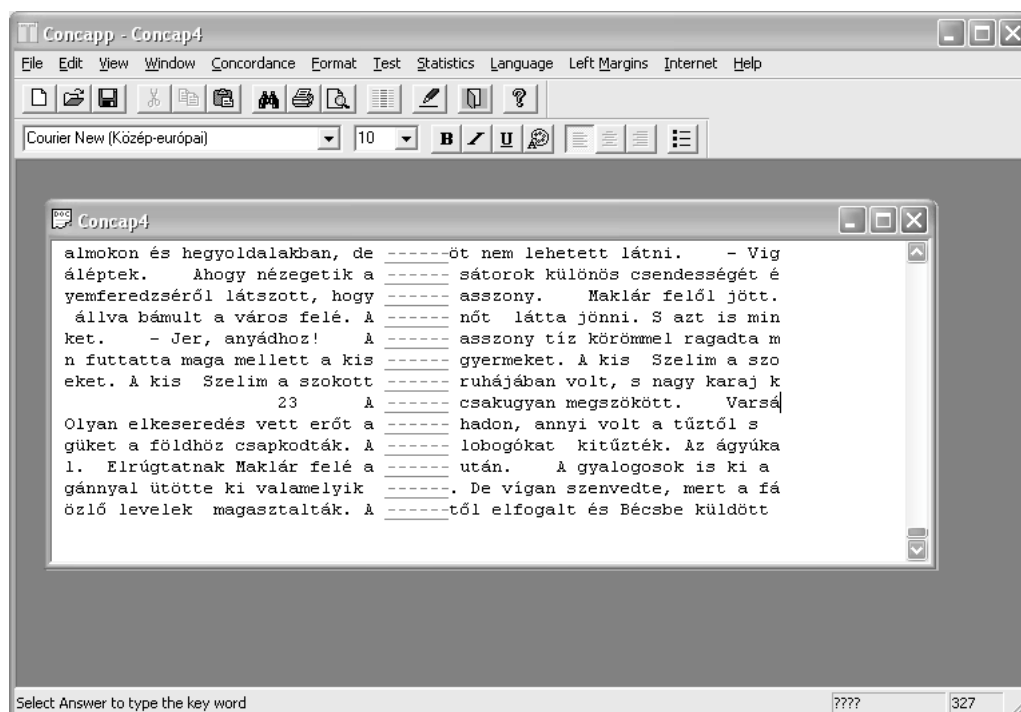 Concapp - Concap4
File Edit View Window Concordance Format Test Statistics Language Left Margins Internet Help
Courier New (Közép-európai) 10 B I U
Concap4
almokon és hegyoldalakban, de ------öt nem lehetett látni. - Vig
áléptek. Ahogy nézegetik a ------ sátorok különös csendességét é
yemferedzséről látszott, hogy ------ asszony. Maklár felől jött.
állva bámult a város felé. A ------ nőt látta jönni. S azt is min
ket. - Jer, anyádhoz! A ------ asszony tíz körömmel ragadta m
n futtatta maga mellett a kis ------ gyermeket. A kis Szelim a szo
eket. A kis Szelim a szokott ------ ruhájában volt, s nagy karaj k
23 A ------ csakugyan megszökött. Varsá
Olyan elkeseredés vett erőt a ------ hadon, annyi volt a tűztől s
güket a földhöz csapkodták. A ------ lobogókat kitűzték. Az ágyúka
l. Elrúgtatnak Maklár felé a ------ után. A gyalogosok is ki a
gánnyal ütötte ki valamelyik ------. De vígan szenvedte, mert a fá
özlő levelek magasztalták. A ------től elfogalt és Bécsbe küldött
Select Answer to type the key word ???? 327